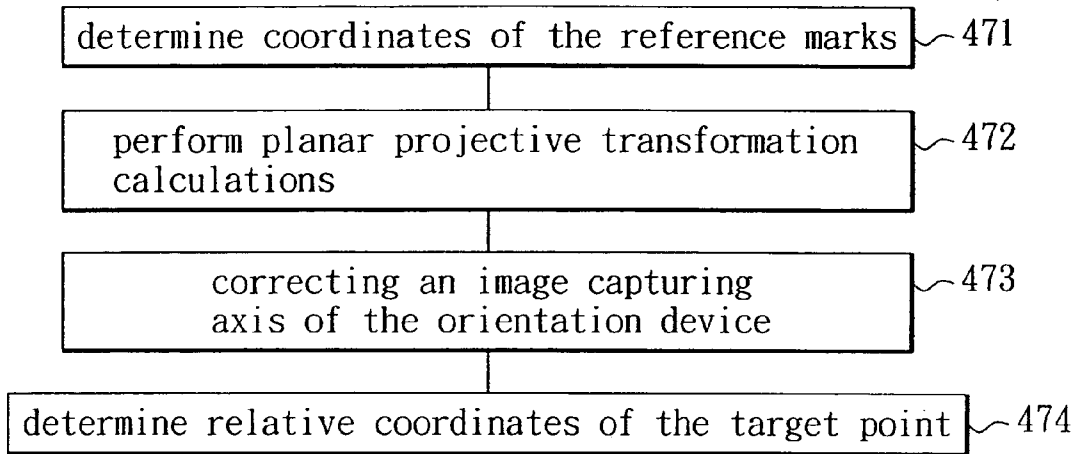 determine coordinates of the reference marks 471
perform planar projective transformation 472
calculations
correcting an image capturing 473
axis of the orientation device
determine relative coordinates of the target point 474